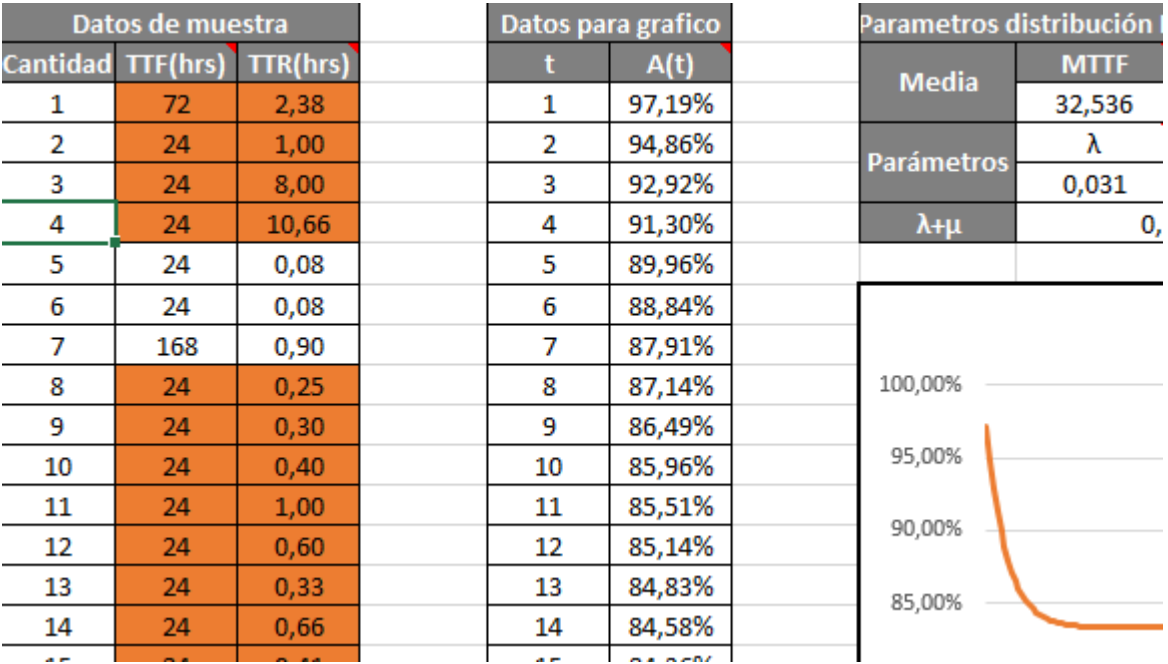 Datos de muestra Datos para grafico Parametros distribución
Cantidad TTF(hrs) TTR(hrs) t A(t) Media MTTF
1 72 2,38 1 97,19% 32,536
2 24 1,00 2 94,86% Parámetros λ
3 24 8,00 3 92,92% 0,031
4 24 10,66 4 91,30% λ+μ 0,
5 24 0,08 5 89,96%
6 24 0,08 6 88,84%
7 168 0,90 7 87,91%
8 24 0,25 8 87,14% 100,00%
9 24 0,30 9 86,49%
10 24 0,40 10 85,96% 95,00%
11 24 1,00 11 85,51%
12 24 0,60 12 85,14% 90,00%
13 24 0,33 13 84,83% 85,00%
14 24 0,66 14 84,58%